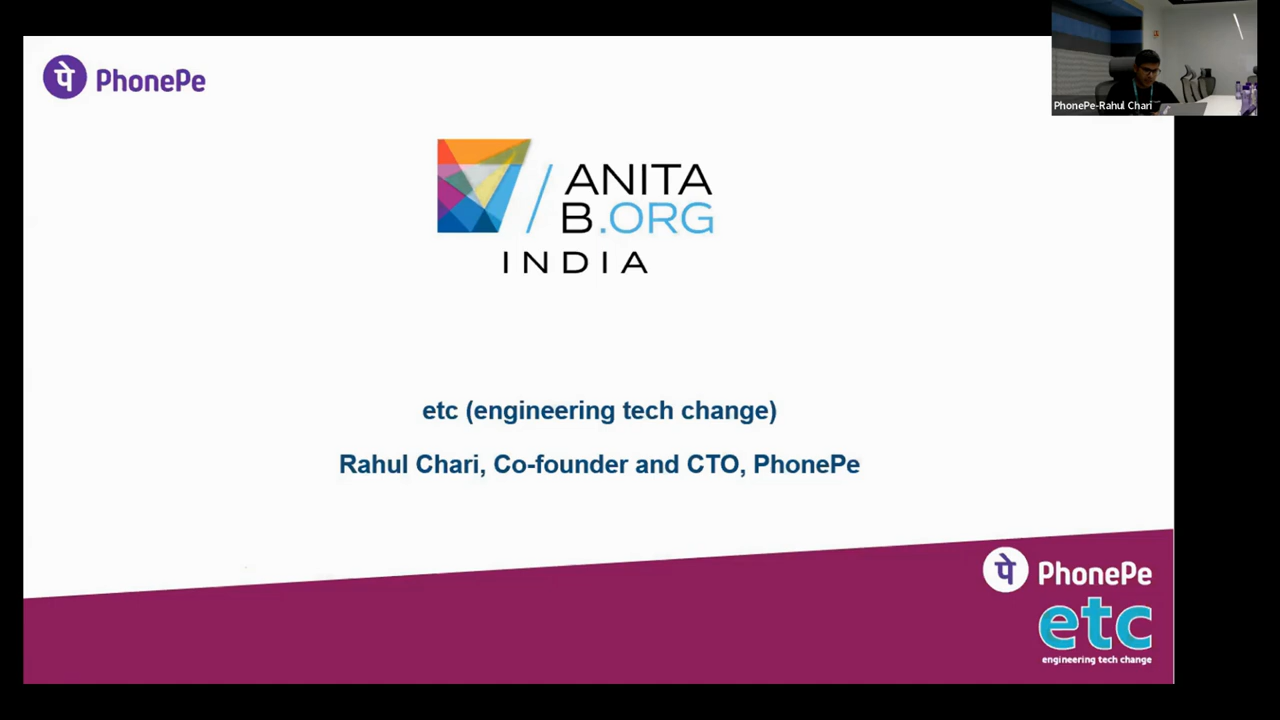 पे PhonePe
PhonePe-Rahul Chari
ANITA
B.ORG
INDIA
etc (engineering tech change)
Rahul Chari, Co-founder and CTO, PhonePe
पे PhonePe
etc
engineering tech change